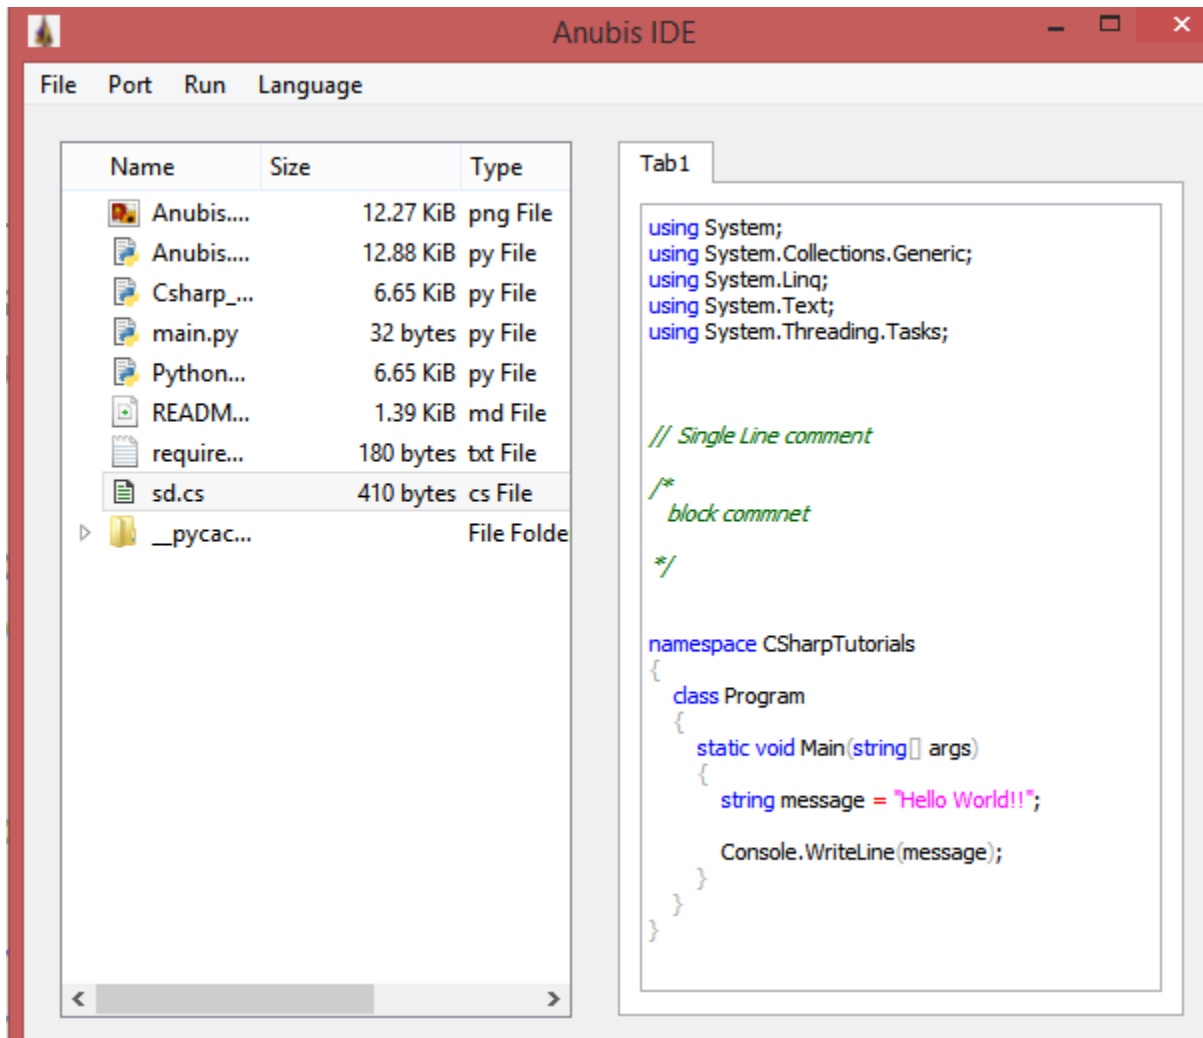 Anubis IDE
File Port Run Language
Name Size Type
Anubis.... 12.27 KiB png File
Anubis.... 12.88 KiB py File
Csharp_... 6.65 KiB py File
main.py 32 bytes py File
Python... 6.65 KiB py File
READM... 1.39 KiB md File
require... 180 bytes txt File
sd.cs 410 bytes cs File
__pycac... File Folde
Tab1
using System;
using System.Collections.Generic;
using System.Linq;
using System.Text;
using System.Threading.Tasks;
// Single Line comment
/*
block commnet
*/
namespace CSharpTutorials
{
class Program
{
static void Main(string[] args)
{
string message = "Hello World!!";
Console.WriteLine(message);
}
}
}